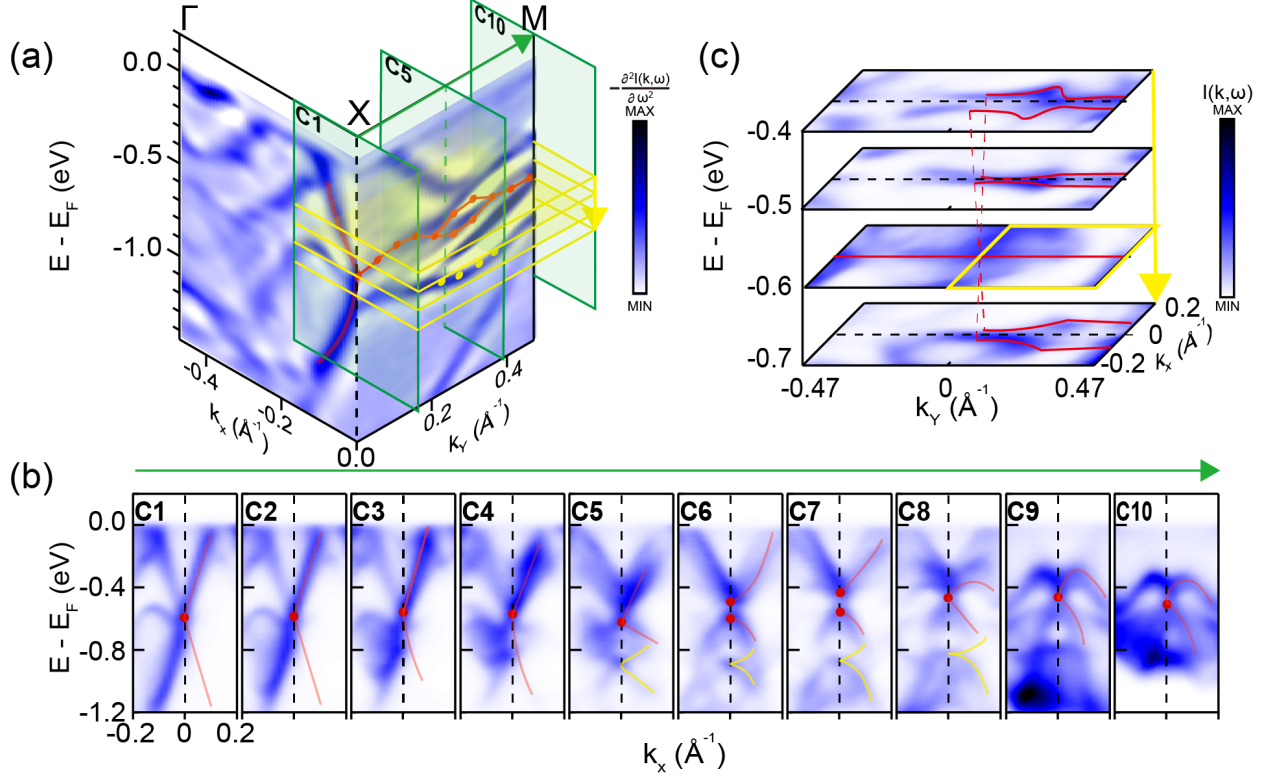 (a)
Γ
X
M
C1
C5
C10
E - E_F (eV)
0.0
-0.5
-1.0
-0.4
-0.2
0.0
0.2
0.4
k_x (Å⁻¹)
k_Y (Å⁻¹)
−∂²I(k,ω)/∂ω²
MAX
MIN
(c)
I(k,ω)
MAX
MIN
E - E_F (eV)
-0.4
-0.5
-0.6
-0.7
-0.47
0
0.47
k_Y (Å⁻¹)
0.2
0
-0.2
k_x (Å⁻¹)
(b)
C1 C2 C3 C4 C5 C6 C7 C8 C9 C10
E - E_F (eV)
0.0
-0.4
-0.8
-1.2
-0.2 0 0.2
k_x (Å⁻¹)